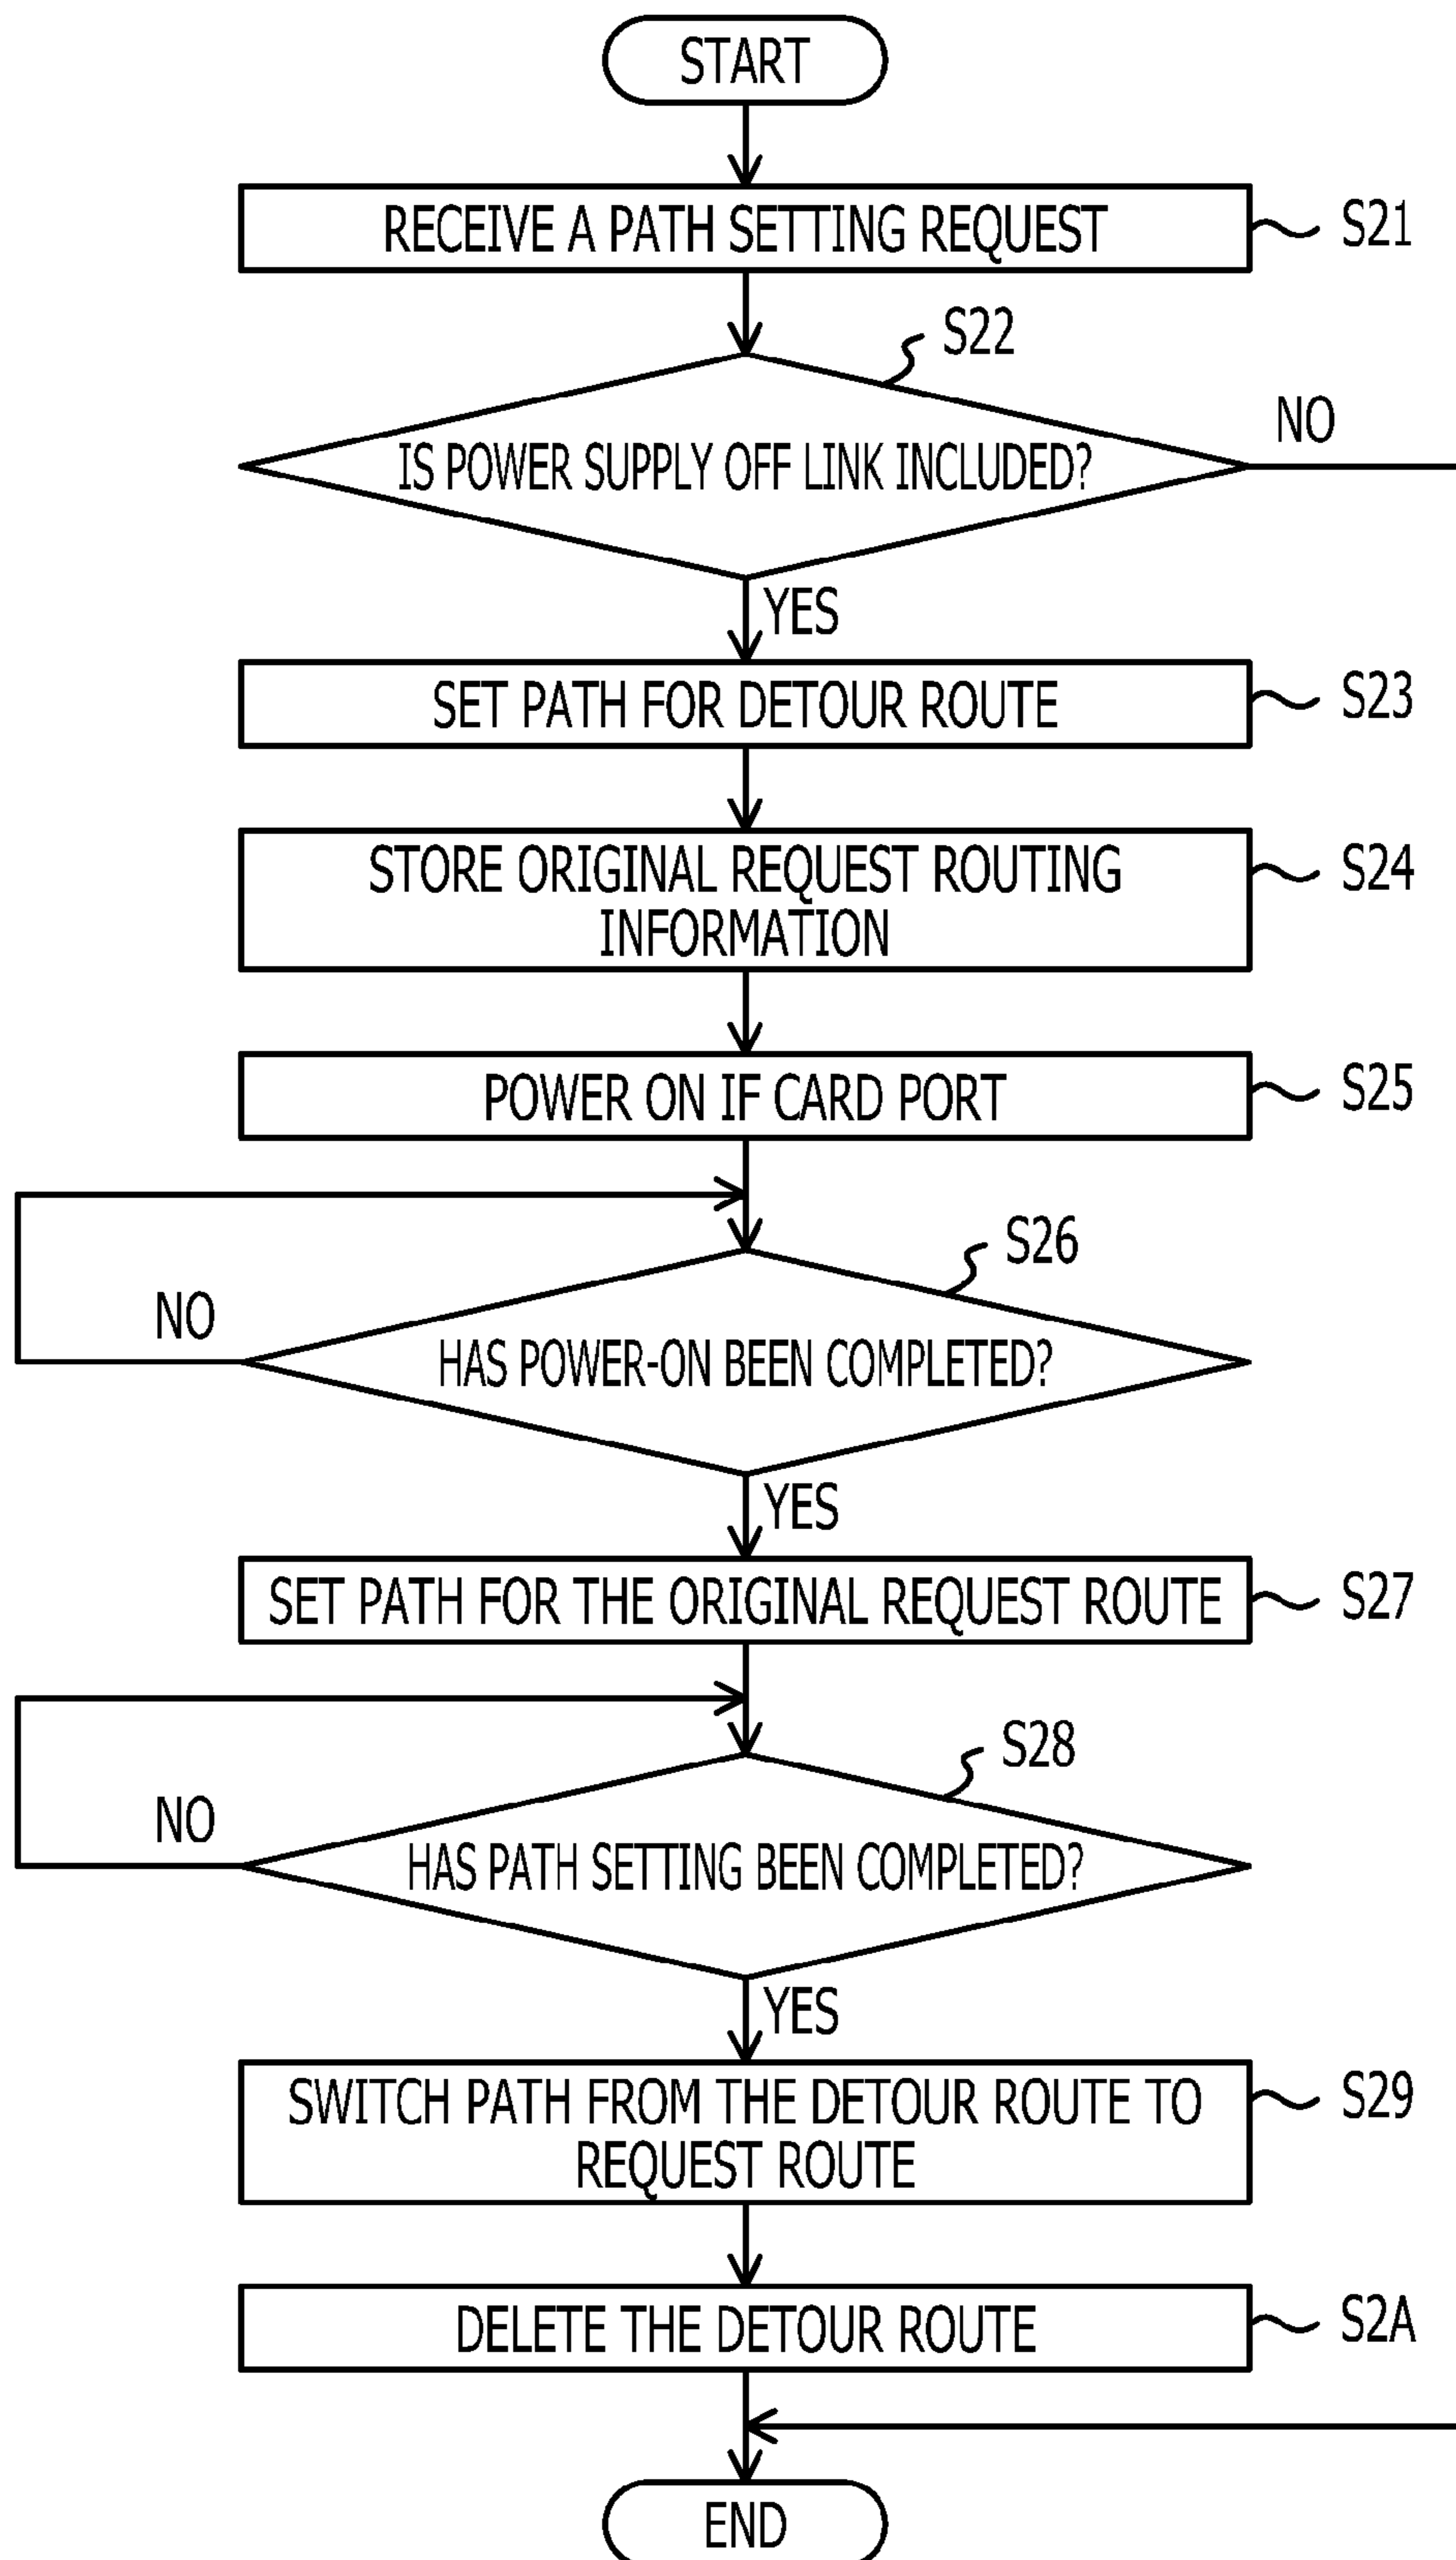 START
RECEIVE A PATH SETTING REQUEST
S21
S22
IS POWER SUPPLY OFF LINK INCLUDED?
NO
YES
SET PATH FOR DETOUR ROUTE
S23
STORE ORIGINAL REQUEST ROUTING
INFORMATION
S24
POWER ON IF CARD PORT
S25
S26
HAS POWER-ON BEEN COMPLETED?
NO
YES
SET PATH FOR THE ORIGINAL REQUEST ROUTE
S27
S28
HAS PATH SETTING BEEN COMPLETED?
NO
YES
SWITCH PATH FROM THE DETOUR ROUTE TO
REQUEST ROUTE
S29
DELETE THE DETOUR ROUTE
S2A
END